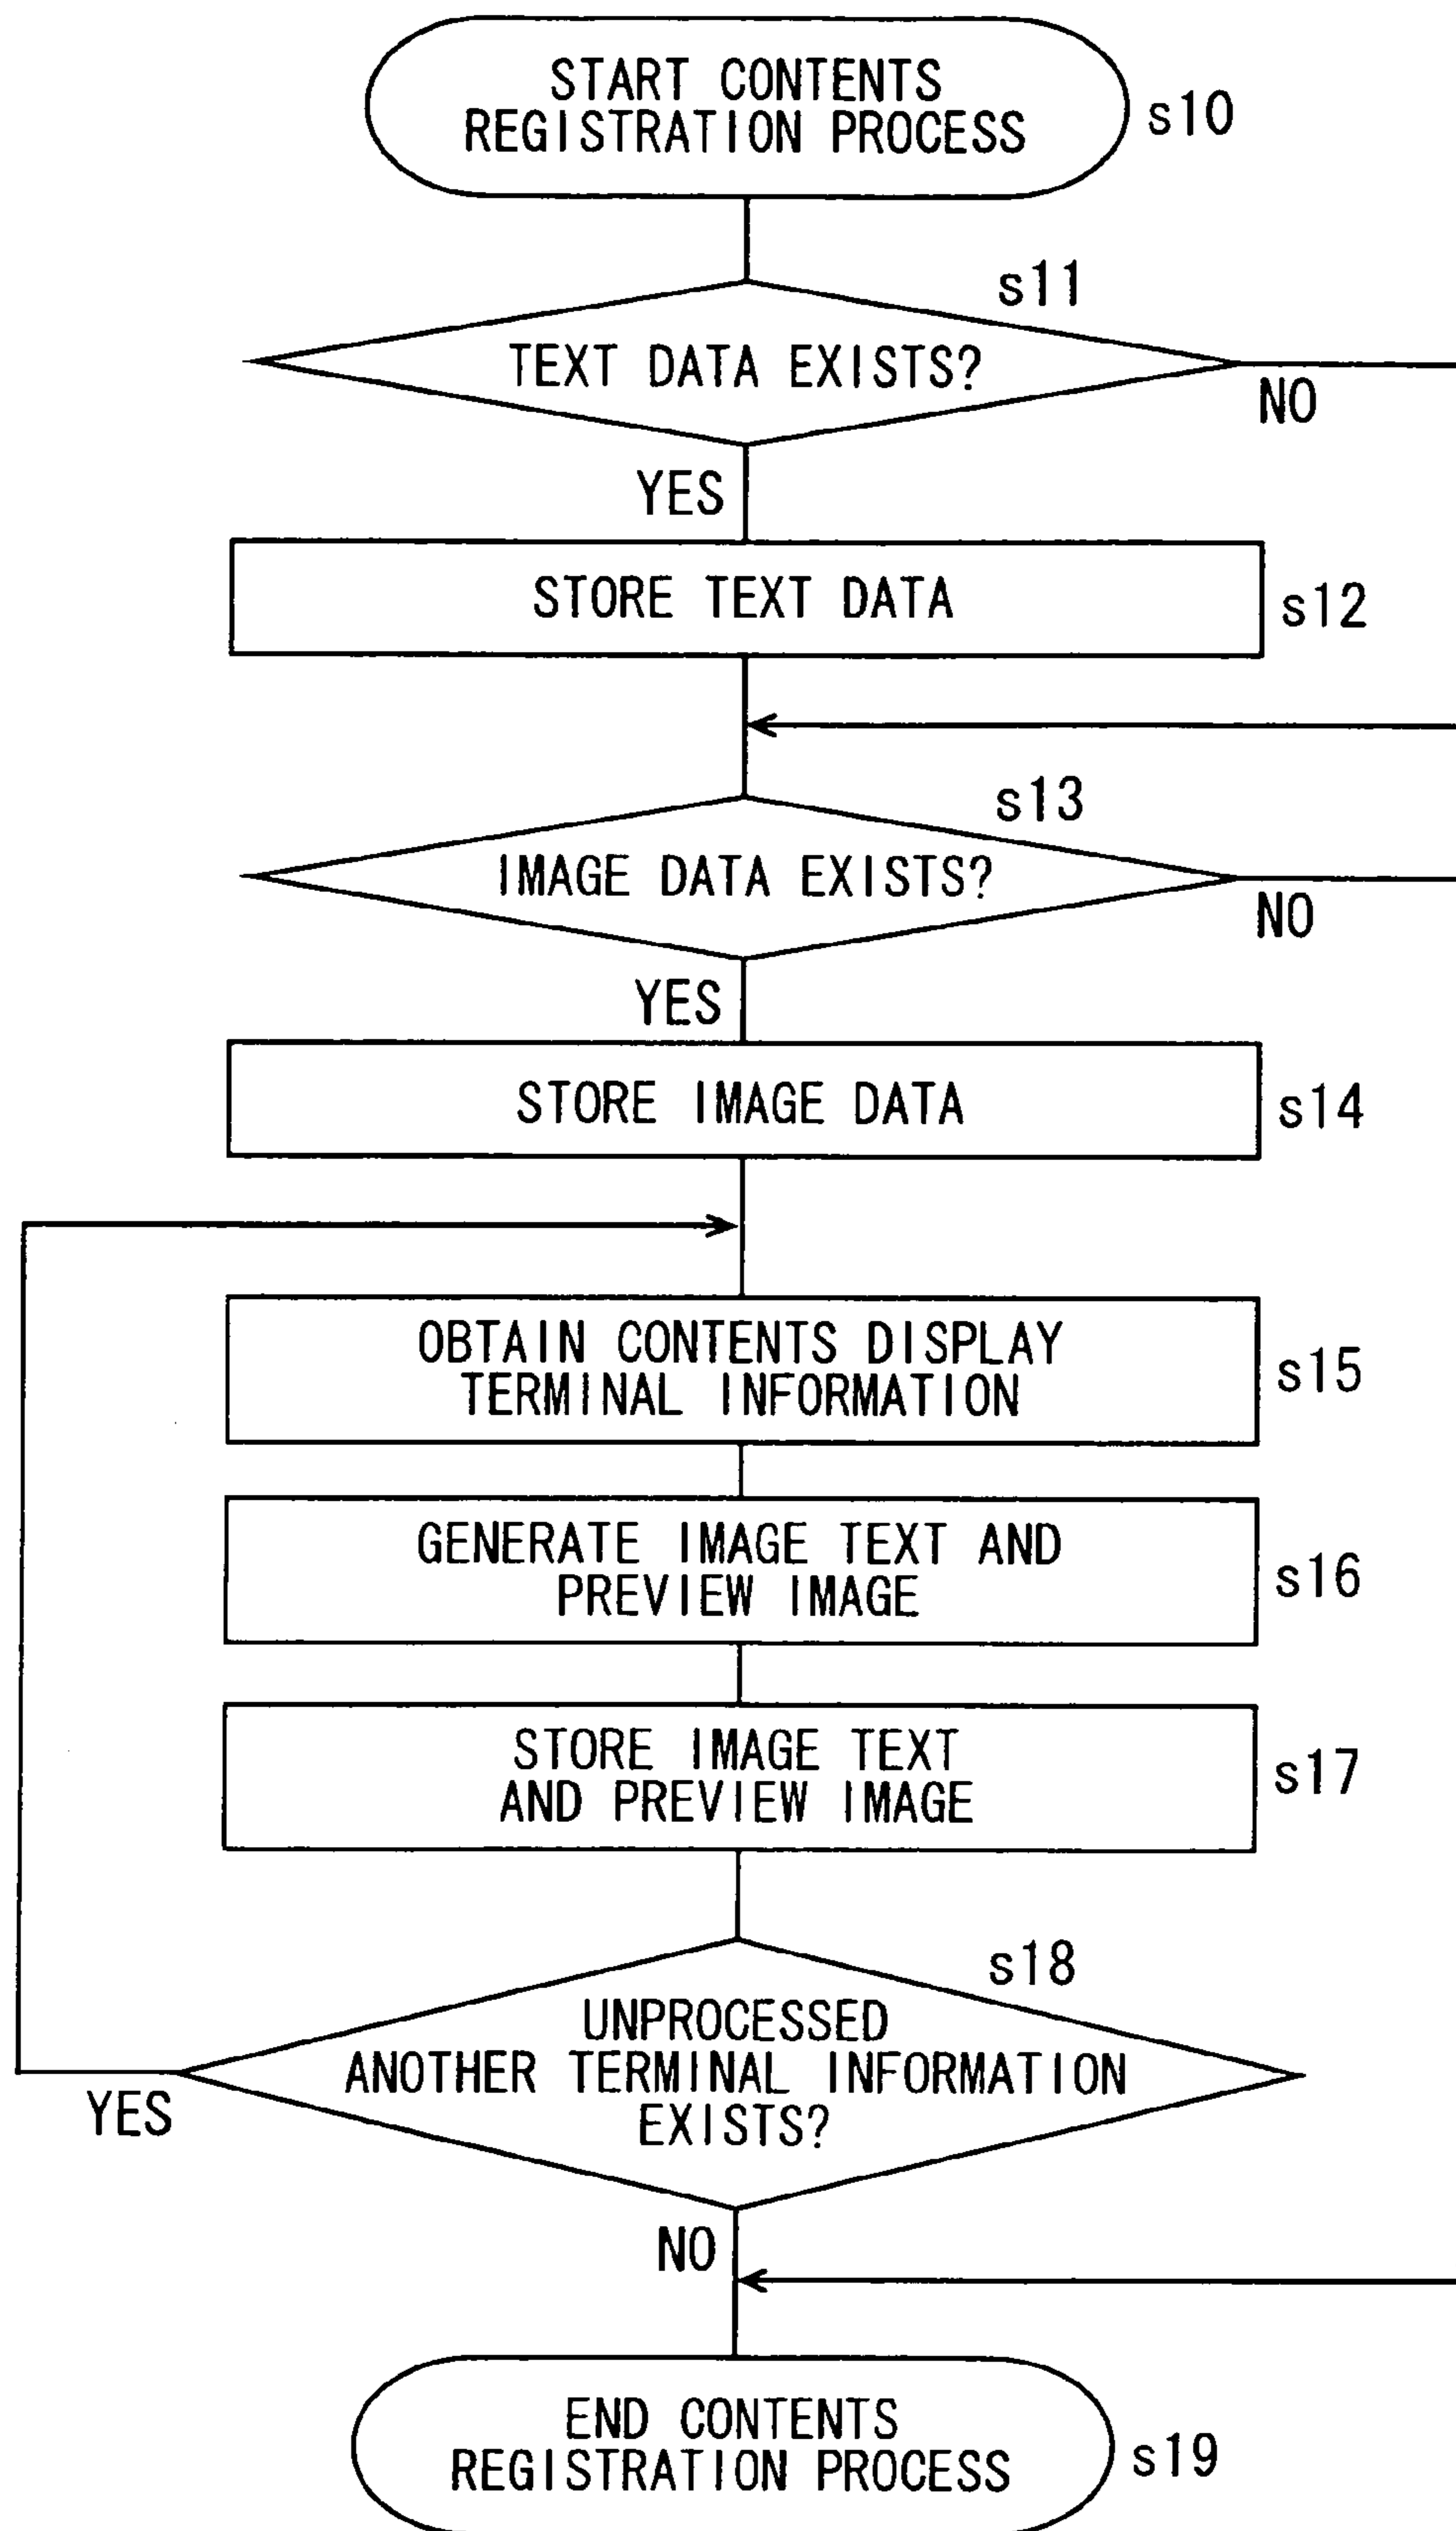 START CONTENTS
REGISTRATION PROCESS
s10
s11
TEXT DATA EXISTS?
NO
YES
STORE TEXT DATA
s12
s13
IMAGE DATA EXISTS?
NO
YES
STORE IMAGE DATA
s14
OBTAIN CONTENTS DISPLAY
TERMINAL INFORMATION
s15
GENERATE IMAGE TEXT AND
PREVIEW IMAGE
s16
STORE IMAGE TEXT
AND PREVIEW IMAGE
s17
s18
UNPROCESSED
ANOTHER TERMINAL INFORMATION
EXISTS?
YES
NO
END CONTENTS
REGISTRATION PROCESS
s19